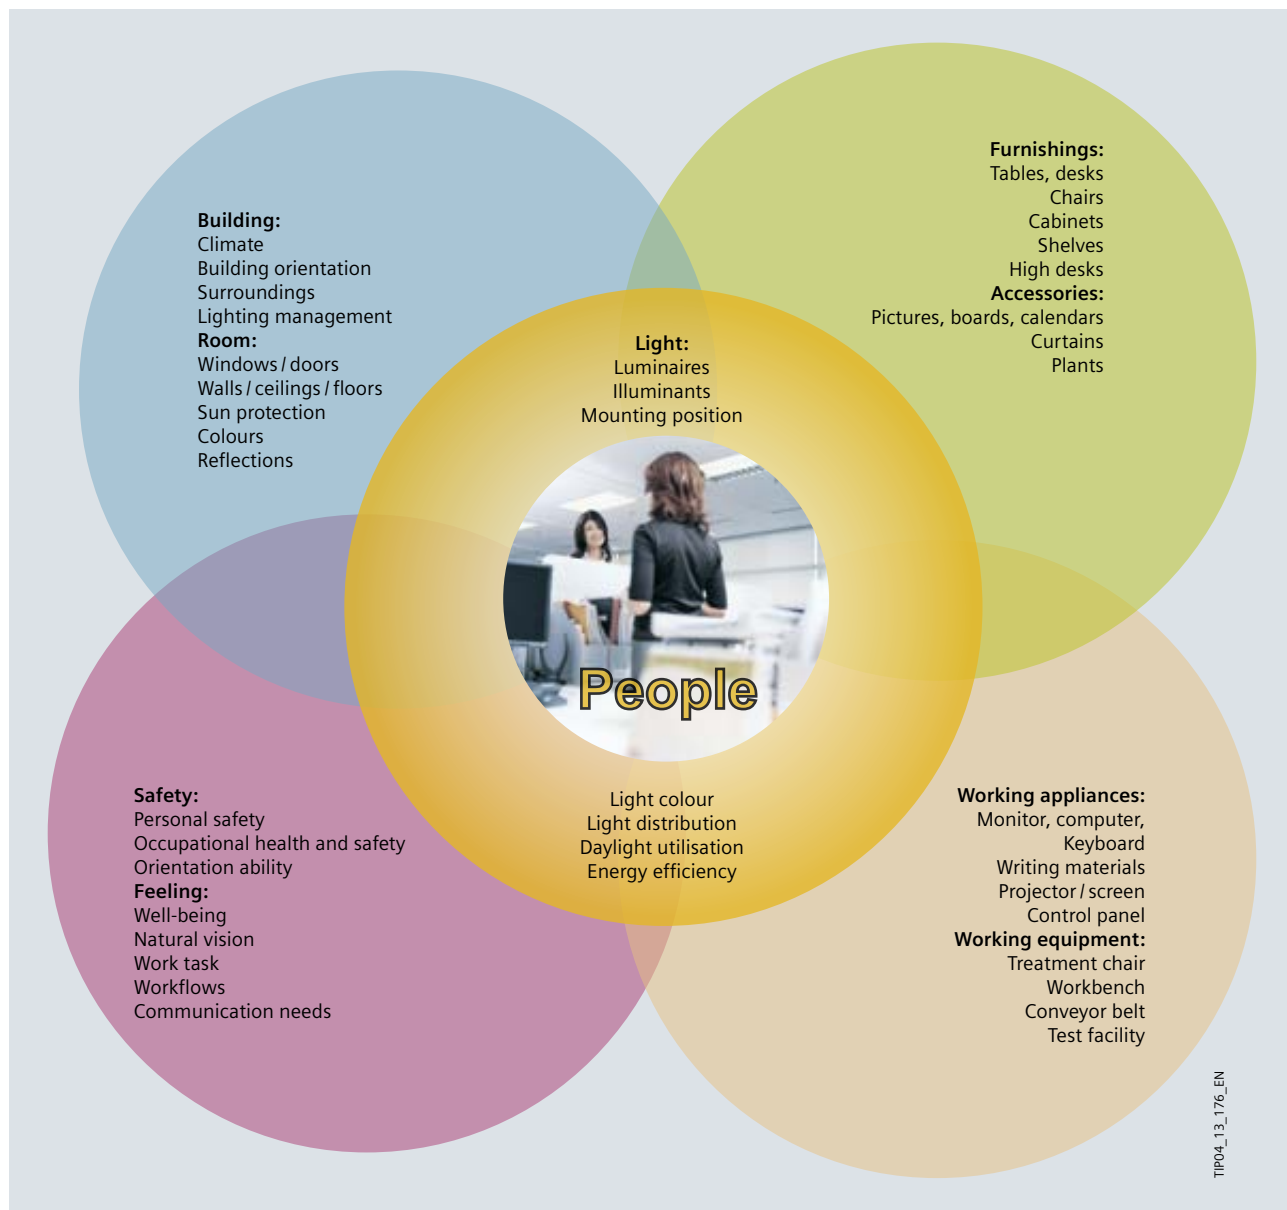 Building:
Climate
Building orientation
Surroundings
Lighting management
Room:
Windows / doors
Walls / ceilings / floors
Sun protection
Colours
Reflections
Furnishings:
Tables, desks
Chairs
Cabinets
Shelves
High desks
Accessories:
Pictures, boards, calendars
Curtains
Plants
Light:
Luminaires
Illuminants
Mounting position
People
Light colour
Light distribution
Daylight utilisation
Energy efficiency
Safety:
Personal safety
Occupational health and safety
Orientation ability
Feeling:
Well-being
Natural vision
Work task
Workflows
Communication needs
Working appliances:
Monitor, computer,
Keyboard
Writing materials
Projector / screen
Control panel
Working equipment:
Treatment chair
Workbench
Conveyor belt
Test facility
TIP04_13_176_EN